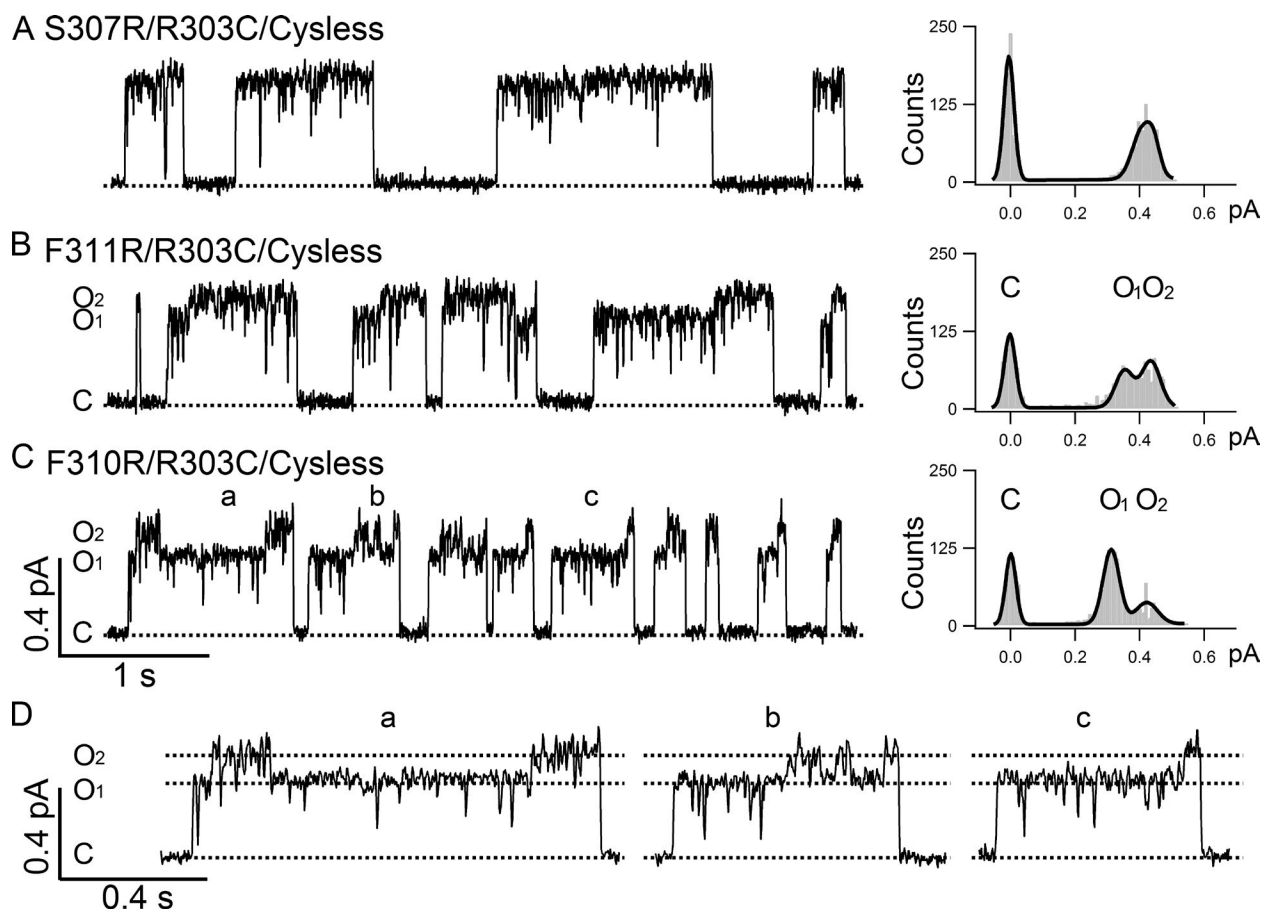 A S307R/R303C/Cysless
250
125
0
Counts
0.0 0.2 0.4 0.6 pA
B F311R/R303C/Cysless
O2
O1
C
250
125
0
Counts
C O1O2
0.0 0.2 0.4 0.6 pA
C F310R/R303C/Cysless
a b c
O2
O1
C
0.4 pA
1 s
250
125
0
Counts
C O1 O2
0.0 0.2 0.4 0.6 pA
D
a b c
O2
O1
C
0.4 pA
0.4 s